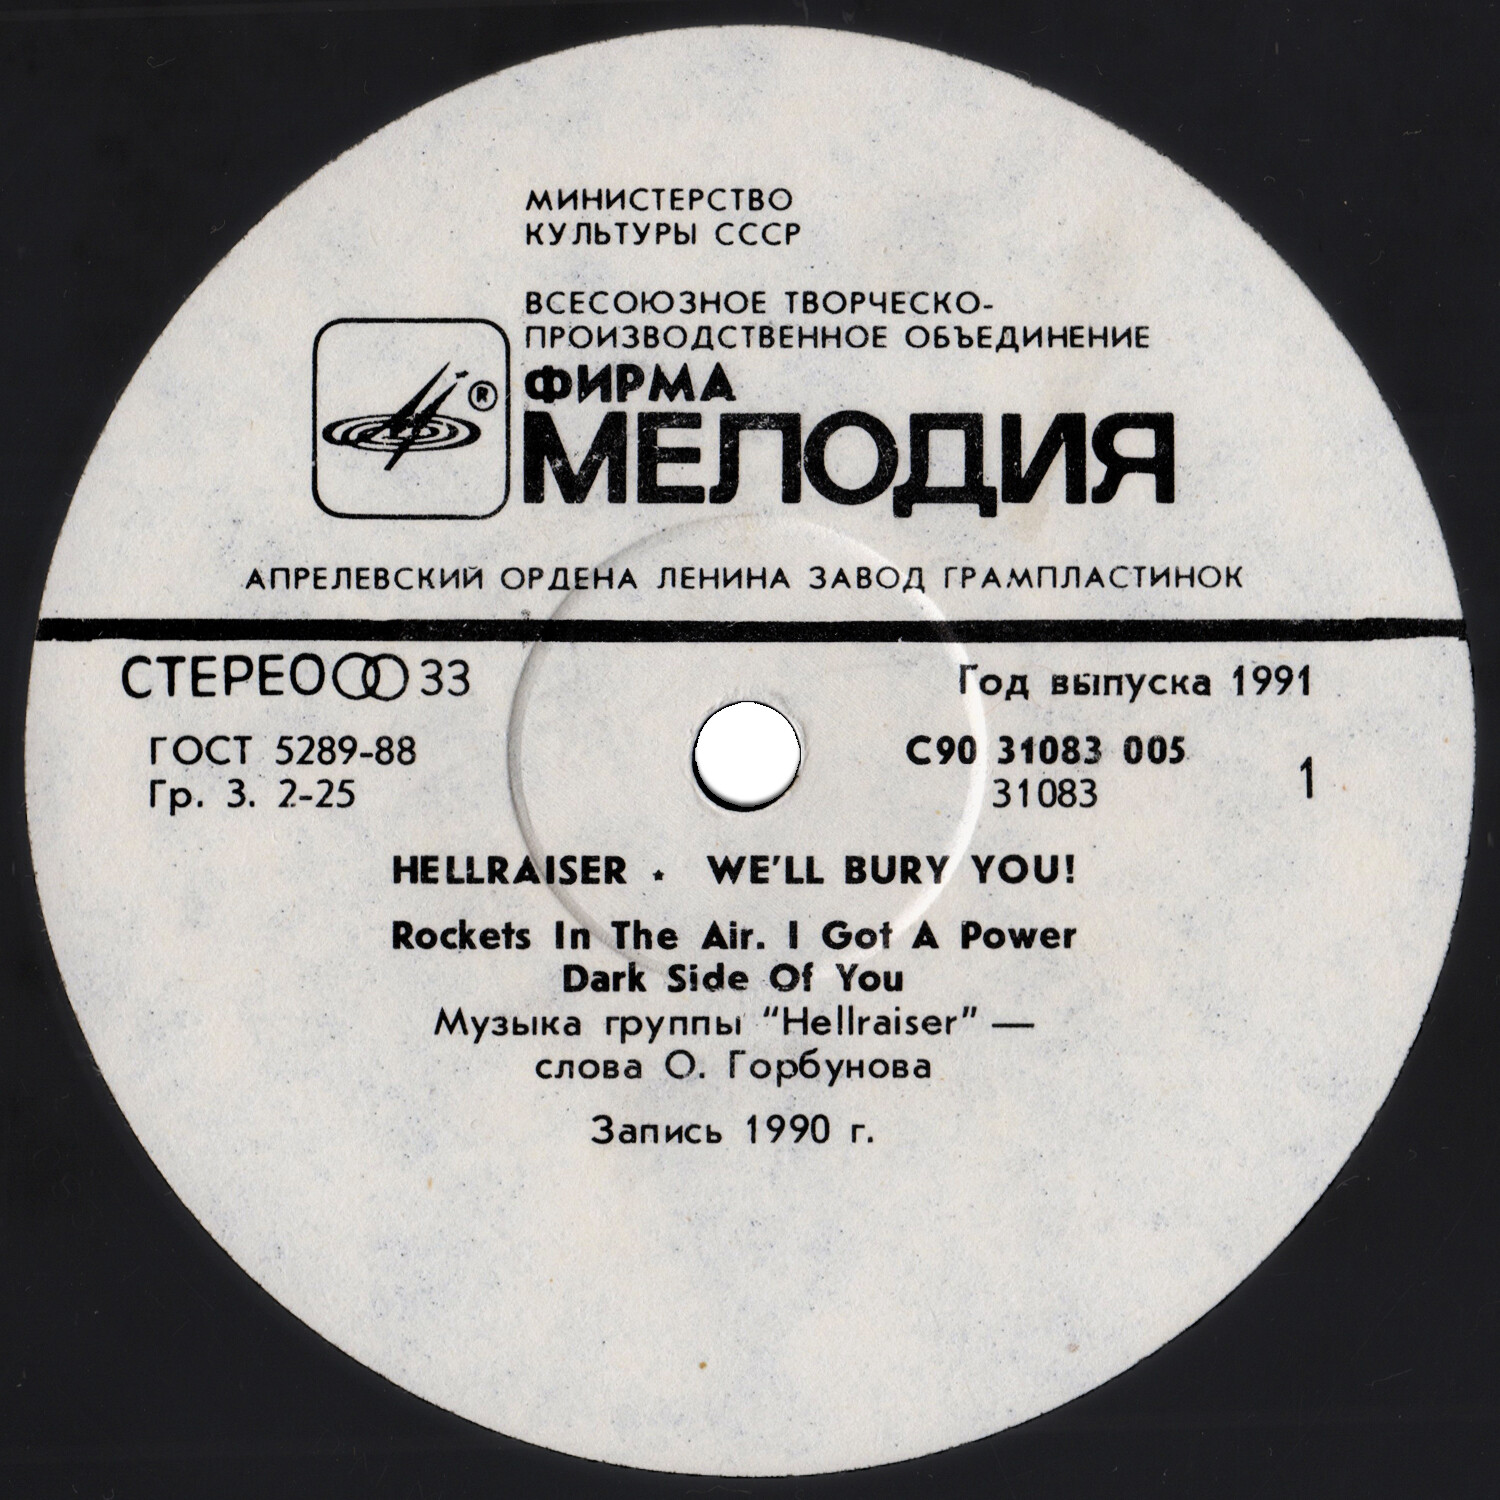 МИНИСТЕРСТВО
КУЛЬТУРЫ СССР
ВСЕСОЮЗНОЕ ТВОРЧЕСКО-
ПРОИЗВОДСТВЕННОЕ ОБЪЕДИНЕНИЕ
ФИРМА
®
МЕЛОДИЯ
АПРЕЛЕВСКИЙ ОРДЕНА ЛЕНИНА ЗАВОД ГРАМПЛАСТИНОК
СТЕРЕО 33
Год выпуска 1991
ГОСТ 5289-88
С90 31083 005
1
Гр. 3. 2-25
31083
HELLRAISER ⋆ WE'LL BURY YOU!
Rockets In The Air. I Got A Power
Dark Side Of You
Музыка группы “Hellraiser” —
слова О. Горбунова
Запись 1990 г.